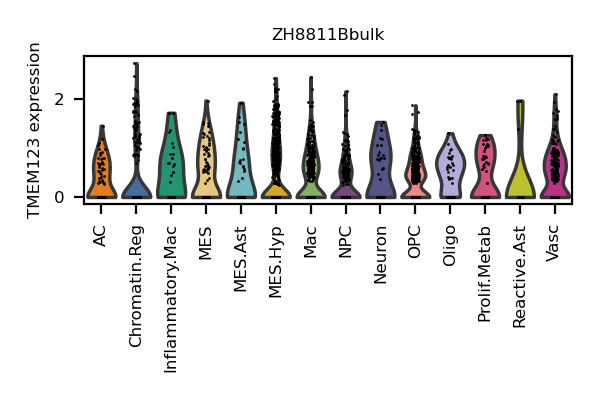 ZH8811Bbulk
TMEM123 expression
2
0
AC
Chromatin.Reg
Inflammatory.Mac
MES
MES.Ast
MES.Hyp
Mac
NPC
Neuron
OPC
Oligo
Prolif.Metab
Reactive.Ast
Vasc